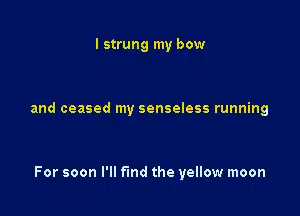 I strung my bow
and ceased my senseless running
For soon I'll find the yellow moon